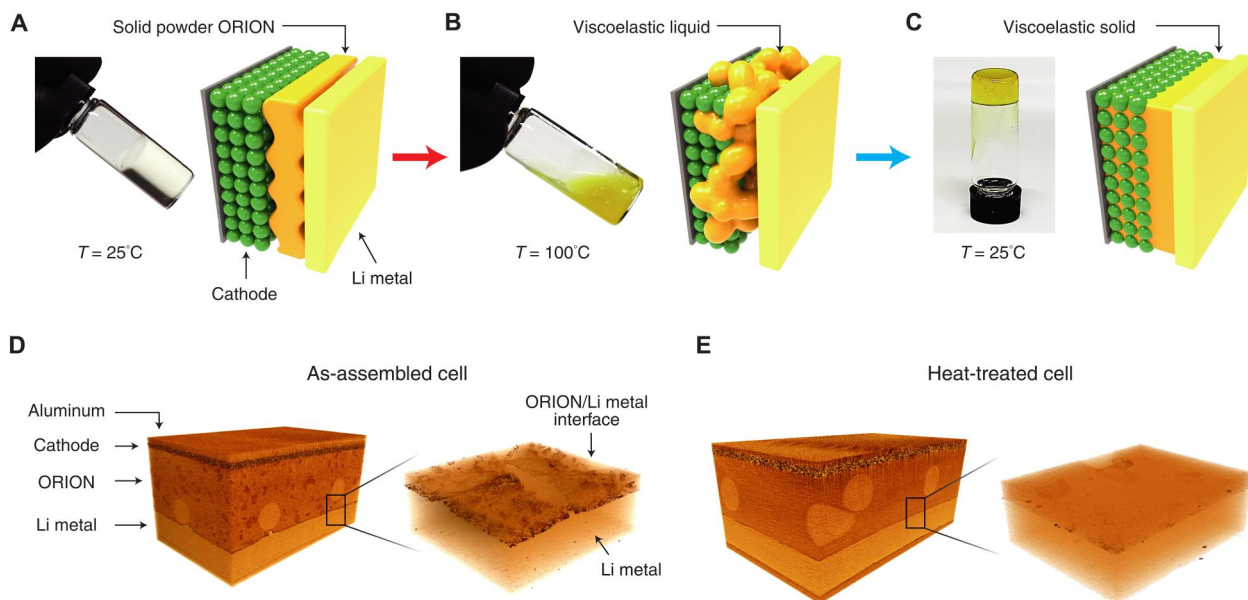 A
Solid powder ORION
T = 25°C
Cathode
Li metal
B
Viscoelastic liquid
T = 100°C
C
Viscoelastic solid
T = 25°C
D
As-assembled cell
Aluminum
Cathode
ORION
Li metal
ORION/Li metal
interface
Li metal
E
Heat-treated cell